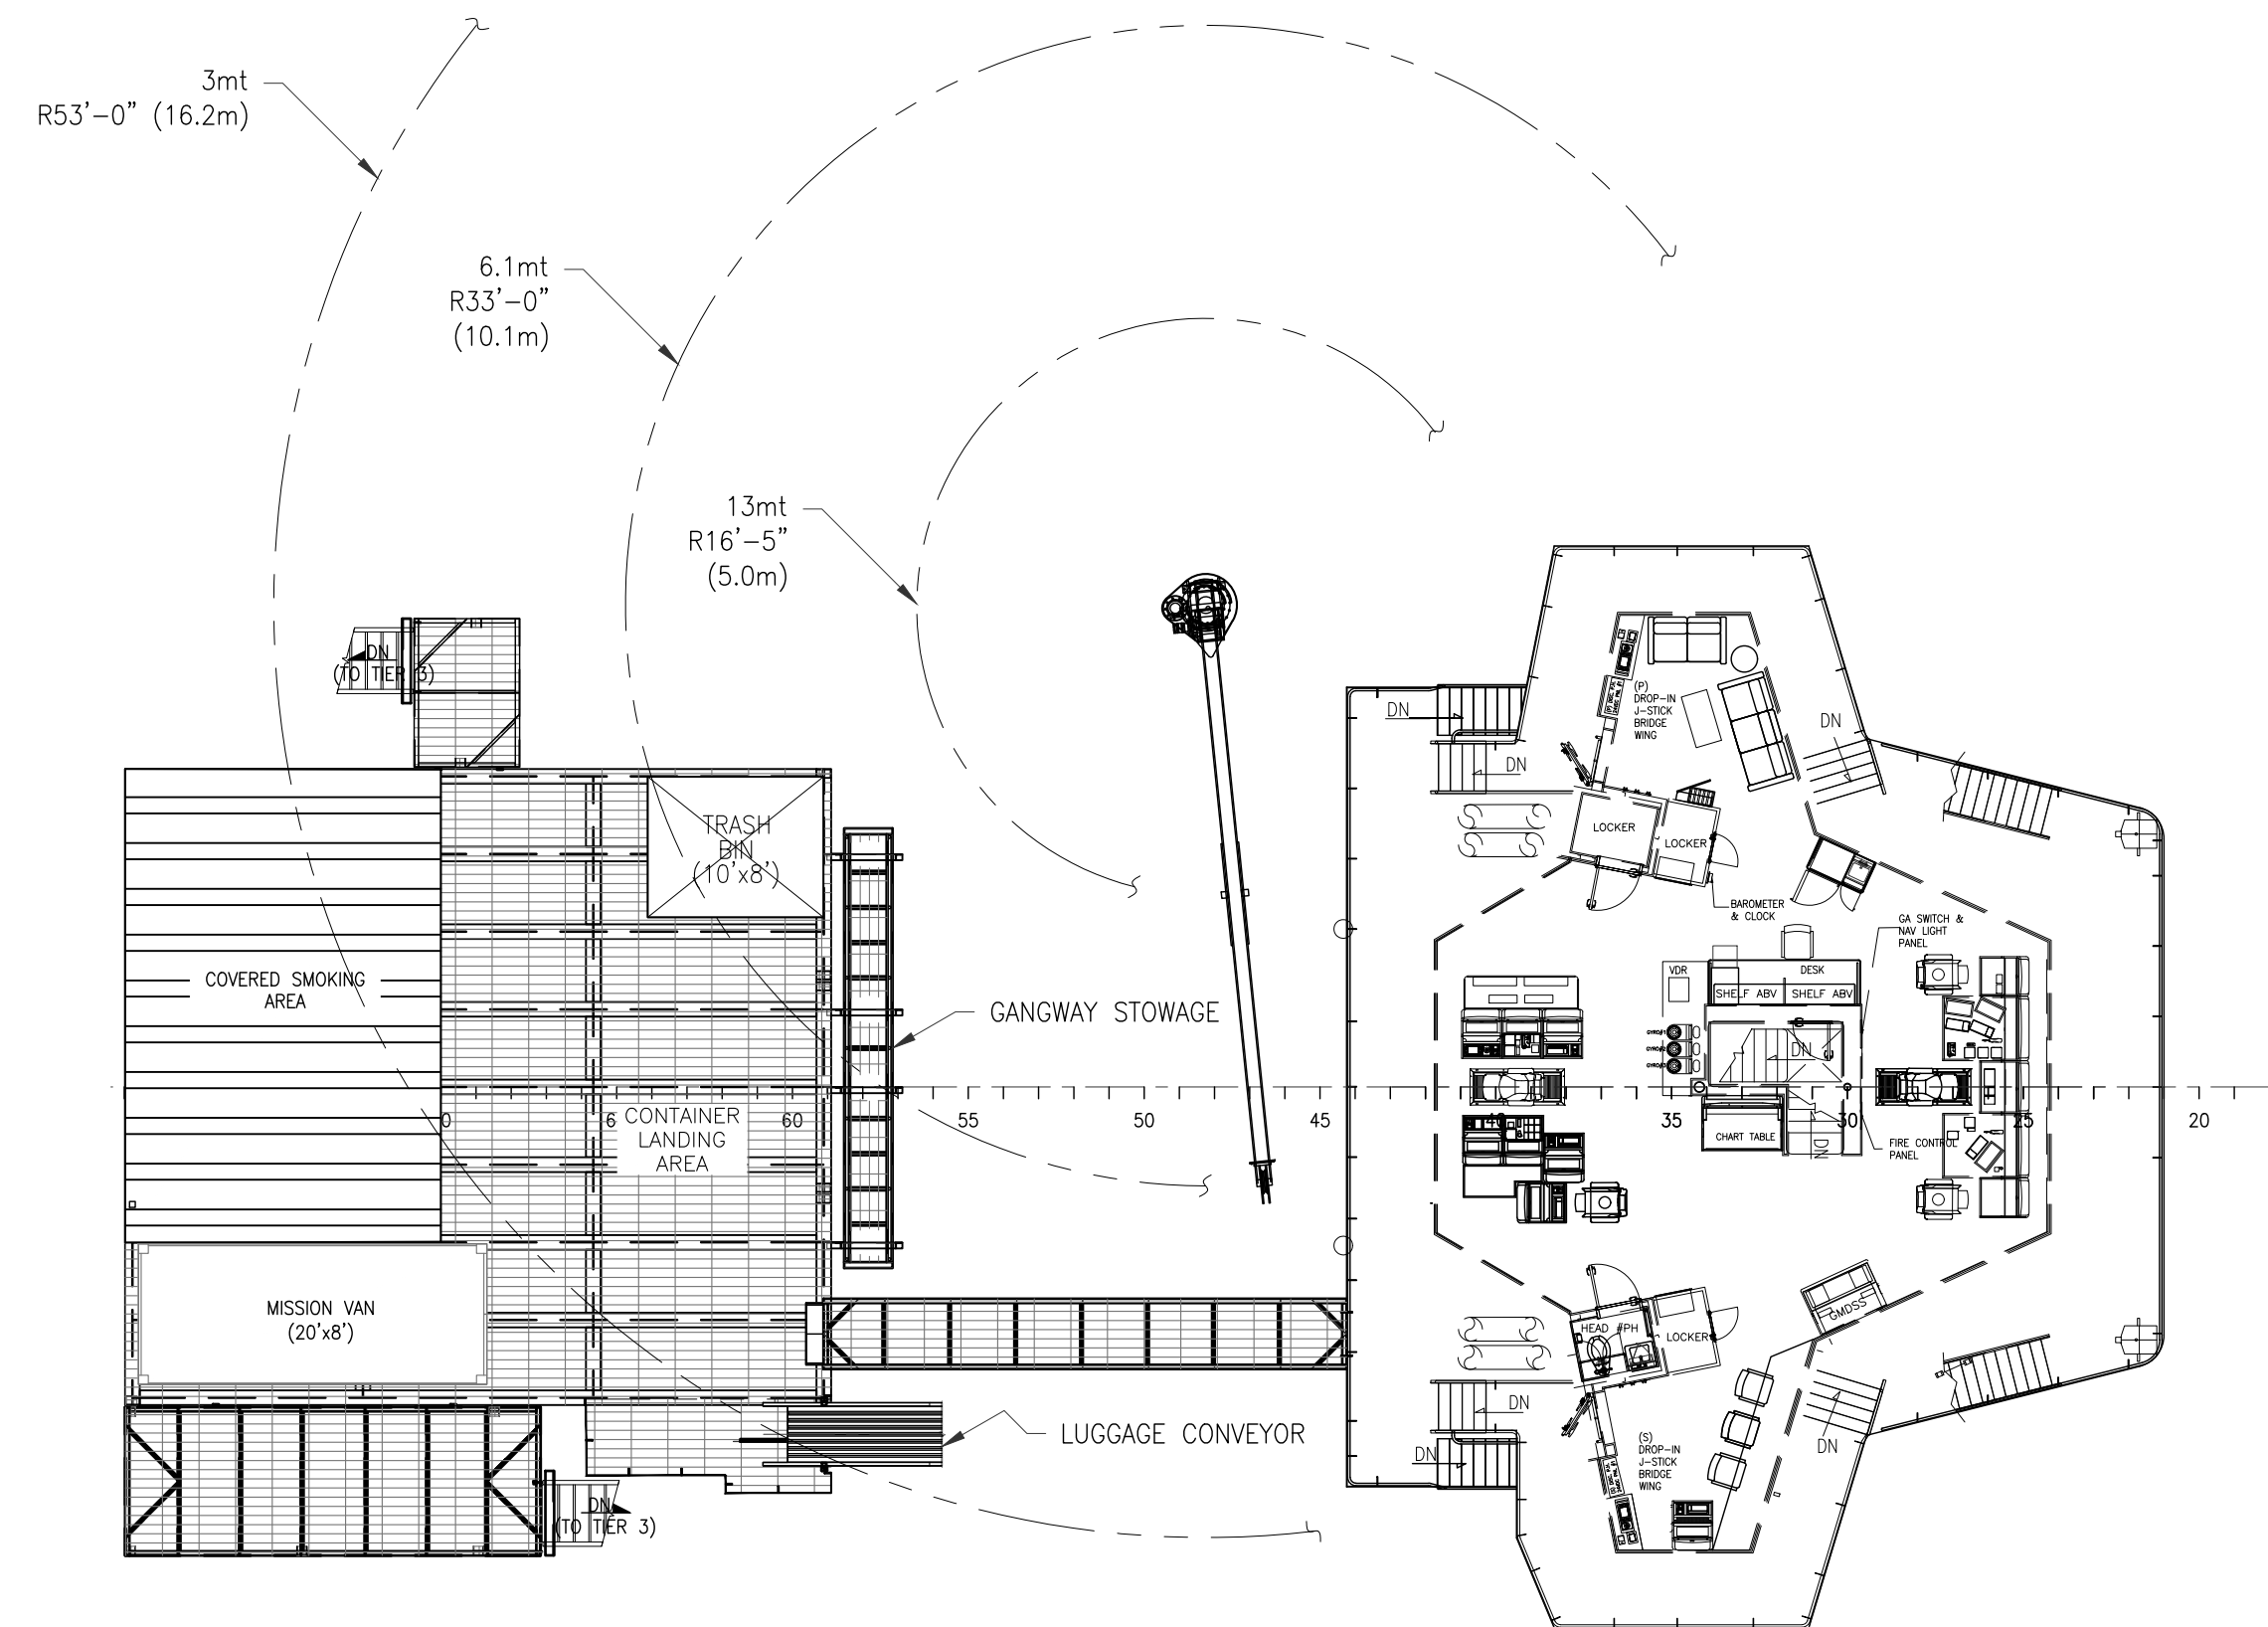 3mt
R53'-0" (16.2m)
6.1mt
R33'-0"
(10.1m)
13mt
R16'-5"
(5.0m)
DN
(TO TIER 3)
TRASH
BIN
(10'x8')
COVERED SMOKING
AREA
GANGWAY STOWAGE
CONTAINER
LANDING
AREA
MISSION VAN
(20'x8')
LUGGAGE CONVEYOR
DN
(TO TIER 3)
60
55
50
45
40
35
30
25
20
DN
DN
(P)
DROP-IN
J-STICK
BRIDGE
WING
DN
LOCKER
LOCKER
BAROMETER
& CLOCK
GA SWITCH &
NAV LIGHT
PANEL
VDR
DESK
SHELF ABV
SHELF ABV
DN
CHART TABLE
DN
FIRE CONTROL
PANEL
GMDSS
HEAD #PH
LOCKER
DN
DN
(S)
DROP-IN
J-STICK
BRIDGE
WING
DN